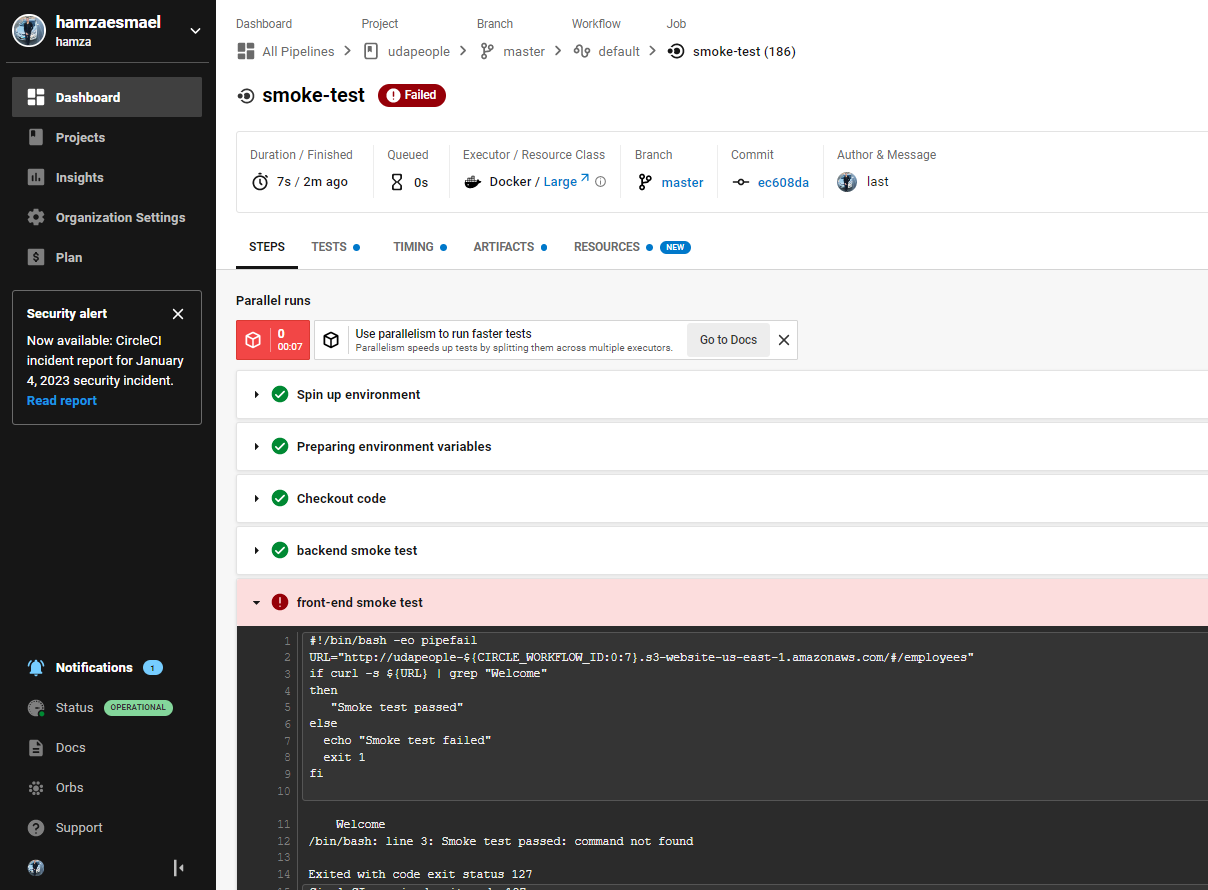 hamzaesmael
hamza
Dashboard
Projects
Insights
Organization Settings
Plan
Security alert
Now available: CircleCI
incident report for January
4, 2023 security incident.
Read report
Notifications 1
Status OPERATIONAL
Docs
Orbs
Support
Dashboard Project Branch Workflow Job
All Pipelines udapeople master default smoke-test (186)
smoke-test Failed
Duration / Finished Queued Executor / Resource Class Branch Commit Author & Message
7s / 2m ago 0s Docker / Large master ec608da last
STEPS TESTS TIMING ARTIFACTS RESOURCES NEW
Parallel runs
0
00:07
Use parallelism to run faster tests
Parallelism speeds up tests by splitting them across multiple executors.
Go to Docs
Spin up environment
Preparing environment variables
Checkout code
backend smoke test
front-end smoke test
1 #!/bin/bash -eo pipefail
2 URL="http://udapeople-${CIRCLE_WORKFLOW_ID:0:7}.s3-website-us-east-1.amazonaws.com/#/employees"
3 if curl -s ${URL} | grep "Welcome"
4 then
5 "Smoke test passed"
6 else
7 echo "Smoke test failed"
8 exit 1
9 fi
10
11 Welcome
12 /bin/bash: line 3: Smoke test passed: command not found
13
14 Exited with code exit status 127